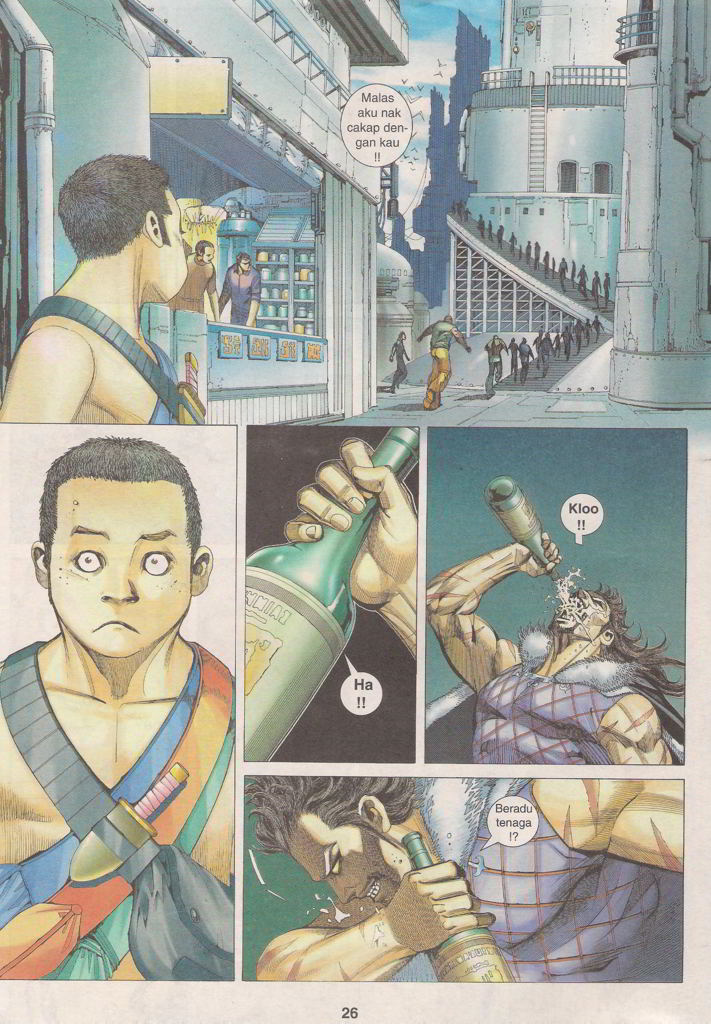 Malas
aku nak
cakap den-
gan kau
!!
Ha
!!
Kloo
!!
Beradu
tenaga
!?
26